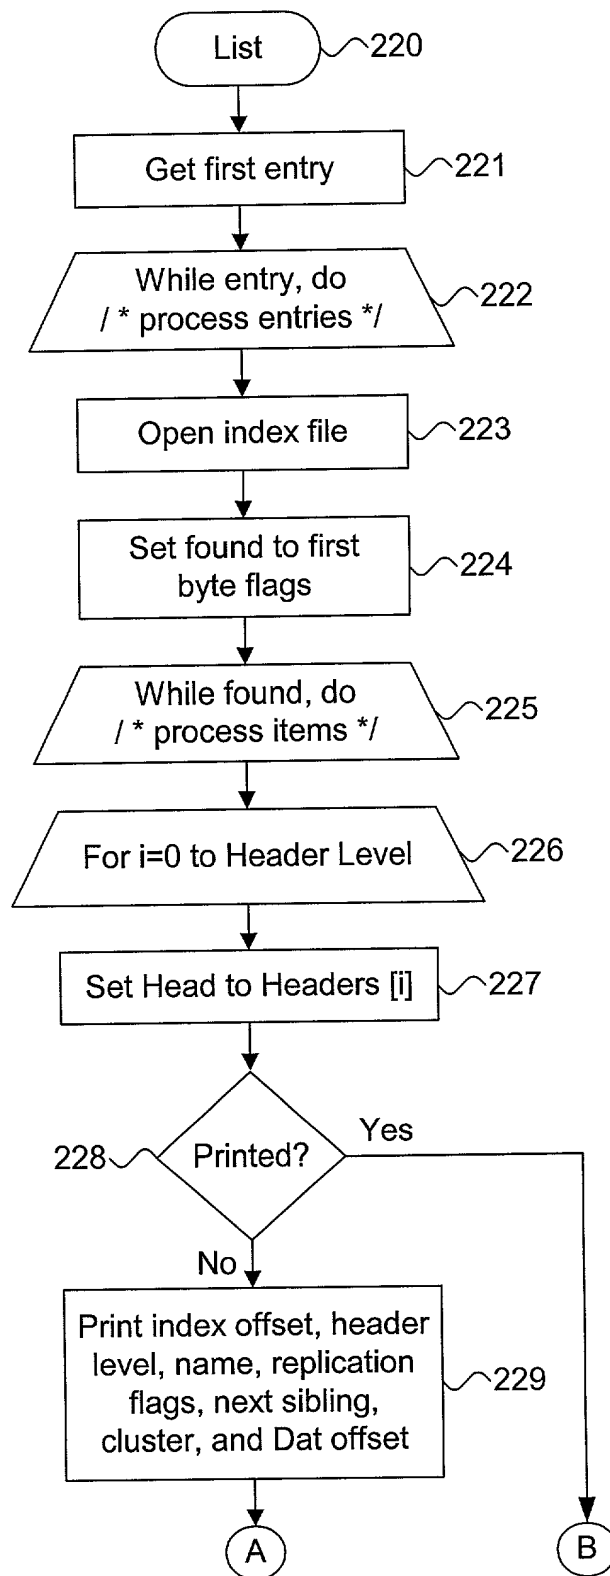 List
220
Get first entry
221
While entry, do
/ * process entries */
222
Open index file
223
Set found to first
byte flags
224
While found, do
/ * process items */
225
For i=0 to Header Level
226
Set Head to Headers [i]
227
228
Printed?
Yes
No
Print index offset, header
level, name, replication
flags, next sibling,
cluster, and Dat offset
229
A
B